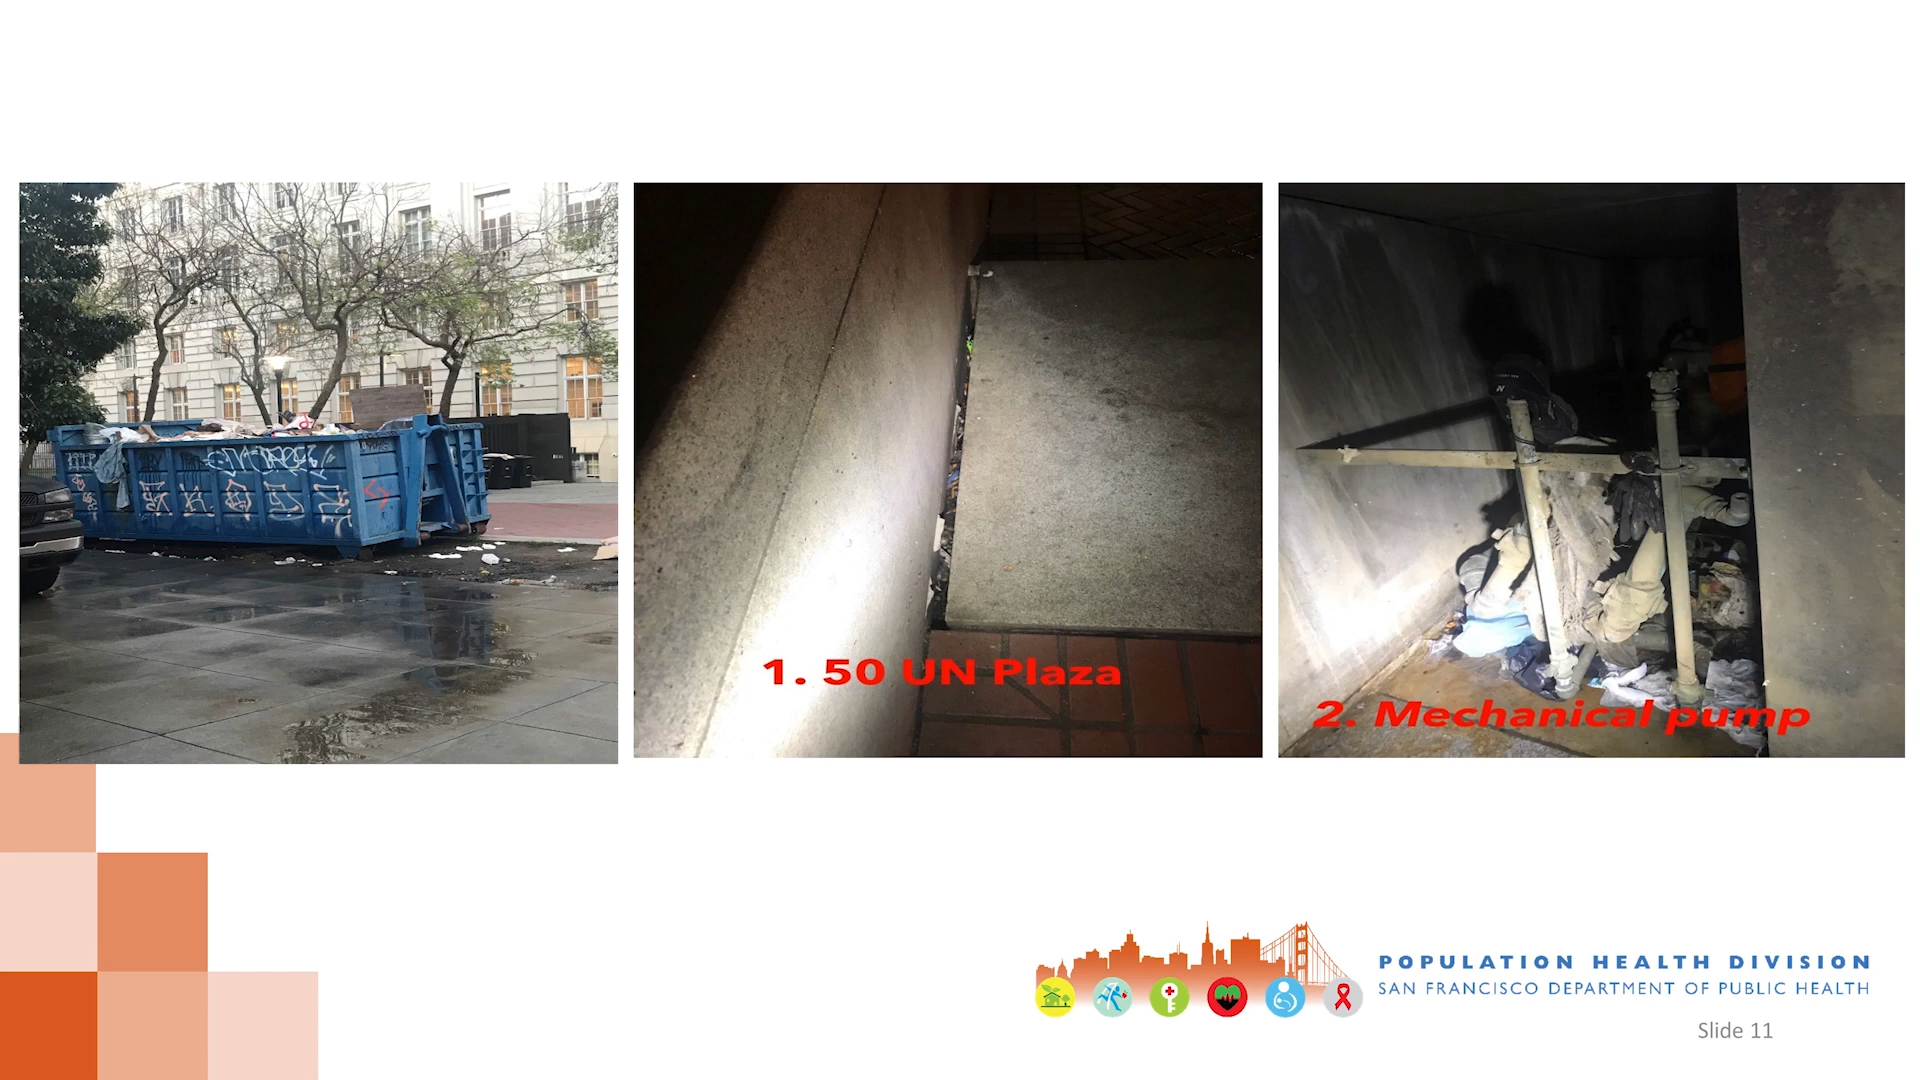 1. 50 UN Plaza
2. Mechanical pump
POPULATION HEALTH DIVISION
SAN FRANCISCO DEPARTMENT OF PUBLIC HEALTH
Slide 11